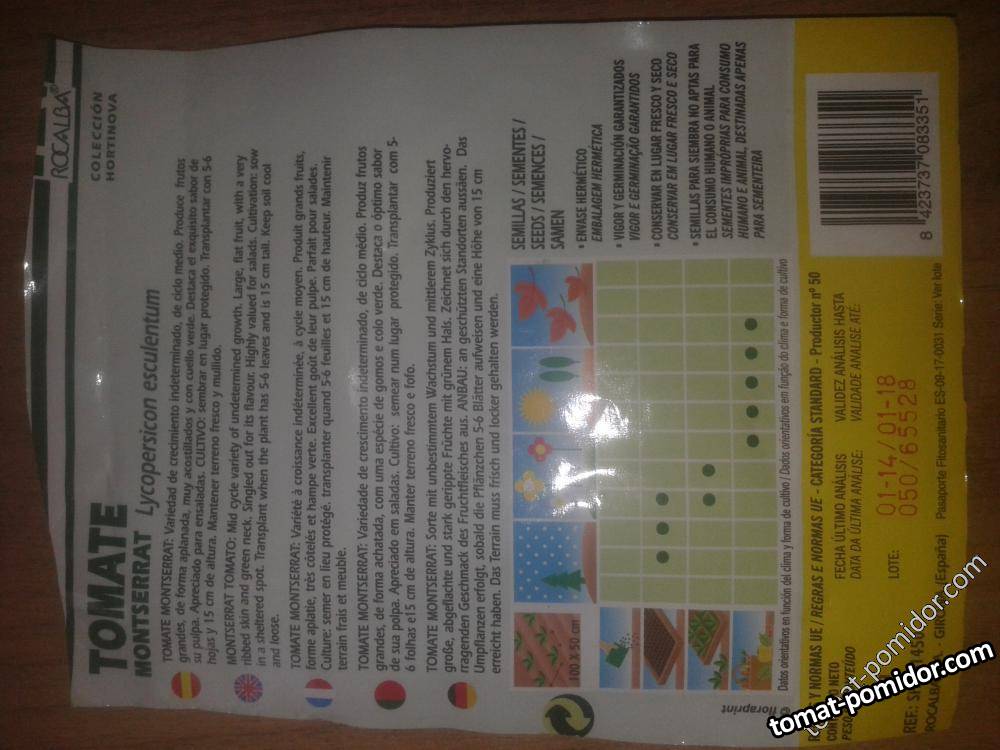 ROCALBA®
COLECCIÓN
HORTINOVA
TOMATE
MONTSERRAT Lycopersicon esculentum
TOMATE MONTSERRAT: Variedad de crecimiento indeterminado, de ciclo medio. Produce frutos
grandes, de forma aplanada, muy acostillados y con cuello verde. Destaca el exquisito sabor de
su pulpa. Apreciado para ensaladas. CULTIVO: sembrar en lugar protegido. Transplantar con 5-6
hojas y 15 cm de altura. Mantener terreno fresco y mullido.
MONTSERRAT TOMATO: Mid cycle variety of undetermined growth. Large, flat fruit, with a very
ribbed skin and green neck. Singled out for its flavour. Highly valued for salads. Cultivation: sow
in a sheltered spot. Transplant when the plant has 5-6 leaves and is 15 cm tall. Keep soil cool
and loose.
TOMATE MONTSERRAT: Variété à croissance indéterminée, à cycle moyen. Produit grands fruits,
forme aplatie, très côtelés et hampe verte. Excellent goût de leur pulpe. Parfait pour salades.
Culture: semer en lieu protégé, transplanter quand 5-6 feuilles et 15 cm de hauteur. Maintenir
terrain frais et meuble.
TOMATE MONTSERRAT: Variedade de crescimento indeterminado, de ciclo médio. Produz frutos
grandes, de forma achatada, com uma espécie de gomos e colo verde. Destaca o óptimo sabor
de sua polpa. Apreciado em saladas. Cultivo: semear num lugar protegido. Transplantar com 5-
6 folhas e15 cm de altura. Manter terreno fresco e fofo.
TOMATE MONTSERRAT: Sorte mit unbestimmtem Wachstum und mittlerem Zyklus. Produziert
große, abgeflachte und stark gerippte Früchte mit grünem Hals. Zeichnet sich durch den hervo-
rragenden Geschmack des Fruchtfleisches aus. ANBAU: an geschützten Standorten aussäen. Das
Umpflanzen erfolgt, sobald die Pflänzchen 5-6 Blätter aufweisen und eine Höhe von 15 cm
erreicht haben. Das Terrain muss frisch und locker gehalten werden.
SEMILLAS / SEMENTES /
SEEDS / SEMENCES /
SAMEN
• ENVASE HERMÉTICO
EMBALAGEM HERMÉTICA
• VIGOR Y GERMINACIÓN GARANTIZADOS
VIGOR E GERMINAÇÃO GARANTIDOS
• CONSERVAR EN LUGAR FRESCO Y SECO
CONSERVAR EM LUGAR FRESCO E SECO
• SEMILLAS PARA SIEMBRA NO APTAS PARA
EL CONSUMO HUMANO O ANIMAL
SEMENTES IMPRÓPRIAS PARA CONSUMO
HUMANO E ANIMAL, DESTINADAS APENAS
PARA SEMENTEIRA
100 X 50 cm
floraprint
Datos orientativos en función del clima y forma de cultivo / Dados orientativos em função do clima e forma de cultivo
Y NORMAS UE / REGRAS E NORMAS UE - CATEGORÍA STANDARD - Productor nº 50
NETO
FECHA ÚLTIMO ANÁLISIS VALIDEZ ANÁLISIS HASTA
DATA DA ÚLTIMA ANÁLISE: VALIDADE ANÁLISE ATÉ:
01-14/01-18
LOTE: 050/65528
REF.:
ROCALBA GIRONA (España) Pasaporte Fitosanitario ES-09-17-0031 Serie: Ver lote
8 423737 083351
tomat-pomidor.com
tomat-pomidor.com